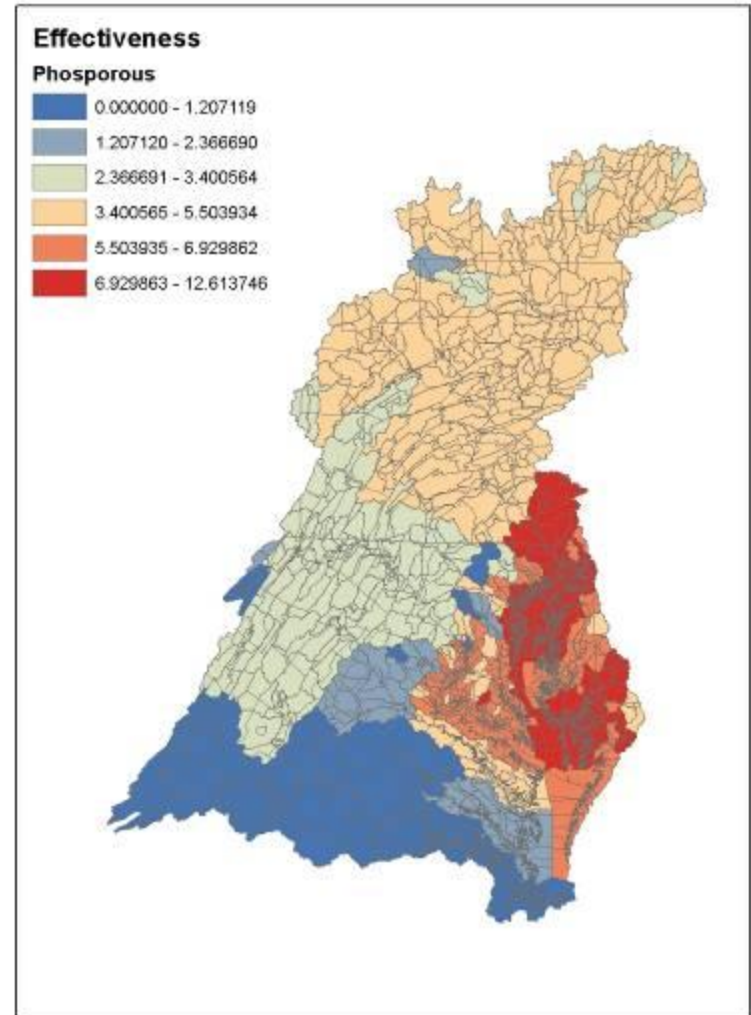 Effectiveness
Phosporous
0.000000 - 1.207119
1.207120 - 2.366690
2.366691 - 3.400564
3.400565 - 5.503934
5.503935 - 6.929862
6.929863 - 12.613746